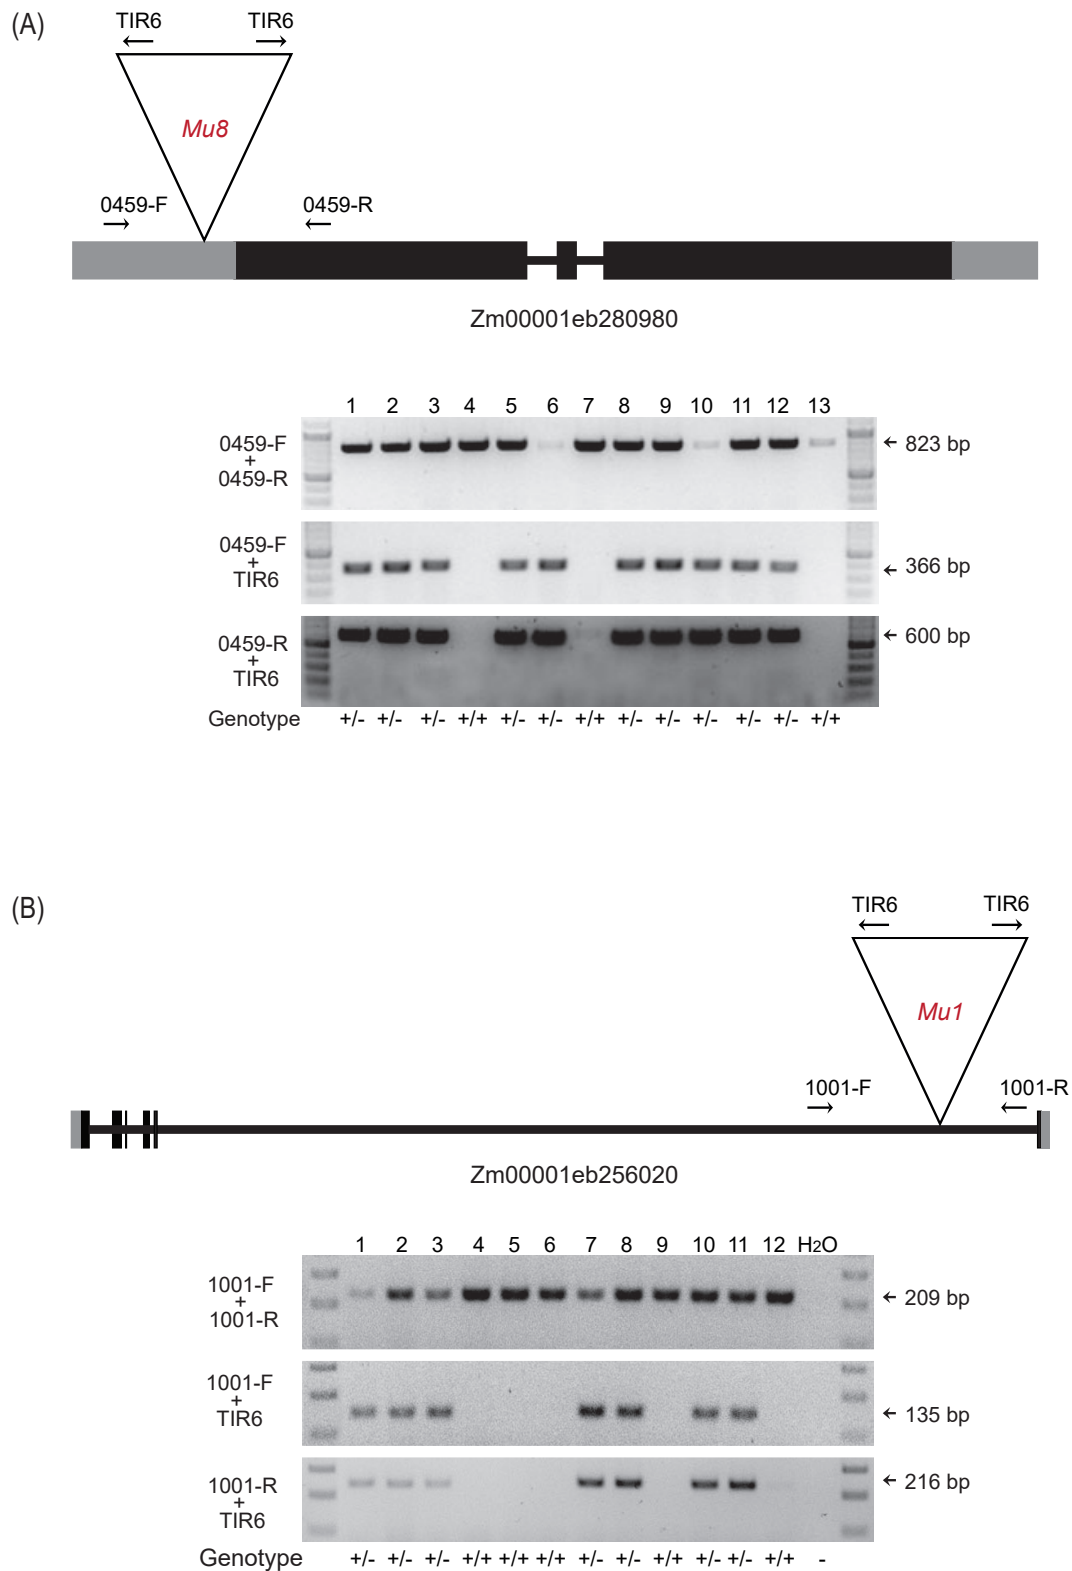 (A)
TIR6 TIR6
Mu8
0459-F 0459-R
Zm00001eb280980
1 2 3 4 5 6 7 8 9 10 11 12 13
0459-F
+
0459-R
823 bp
0459-F
+
TIR6
366 bp
0459-R
+
TIR6
600 bp
Genotype +/- +/- +/- +/+ +/- +/- +/+ +/- +/- +/- +/- +/- +/+
(B)
TIR6 TIR6
Mu1
1001-F 1001-R
Zm00001eb256020
1 2 3 4 5 6 7 8 9 10 11 12 H2O
1001-F
+
1001-R
209 bp
1001-F
+
TIR6
135 bp
1001-R
+
TIR6
216 bp
Genotype +/- +/- +/- +/+ +/+ +/+ +/- +/- +/+ +/- +/- +/+ -